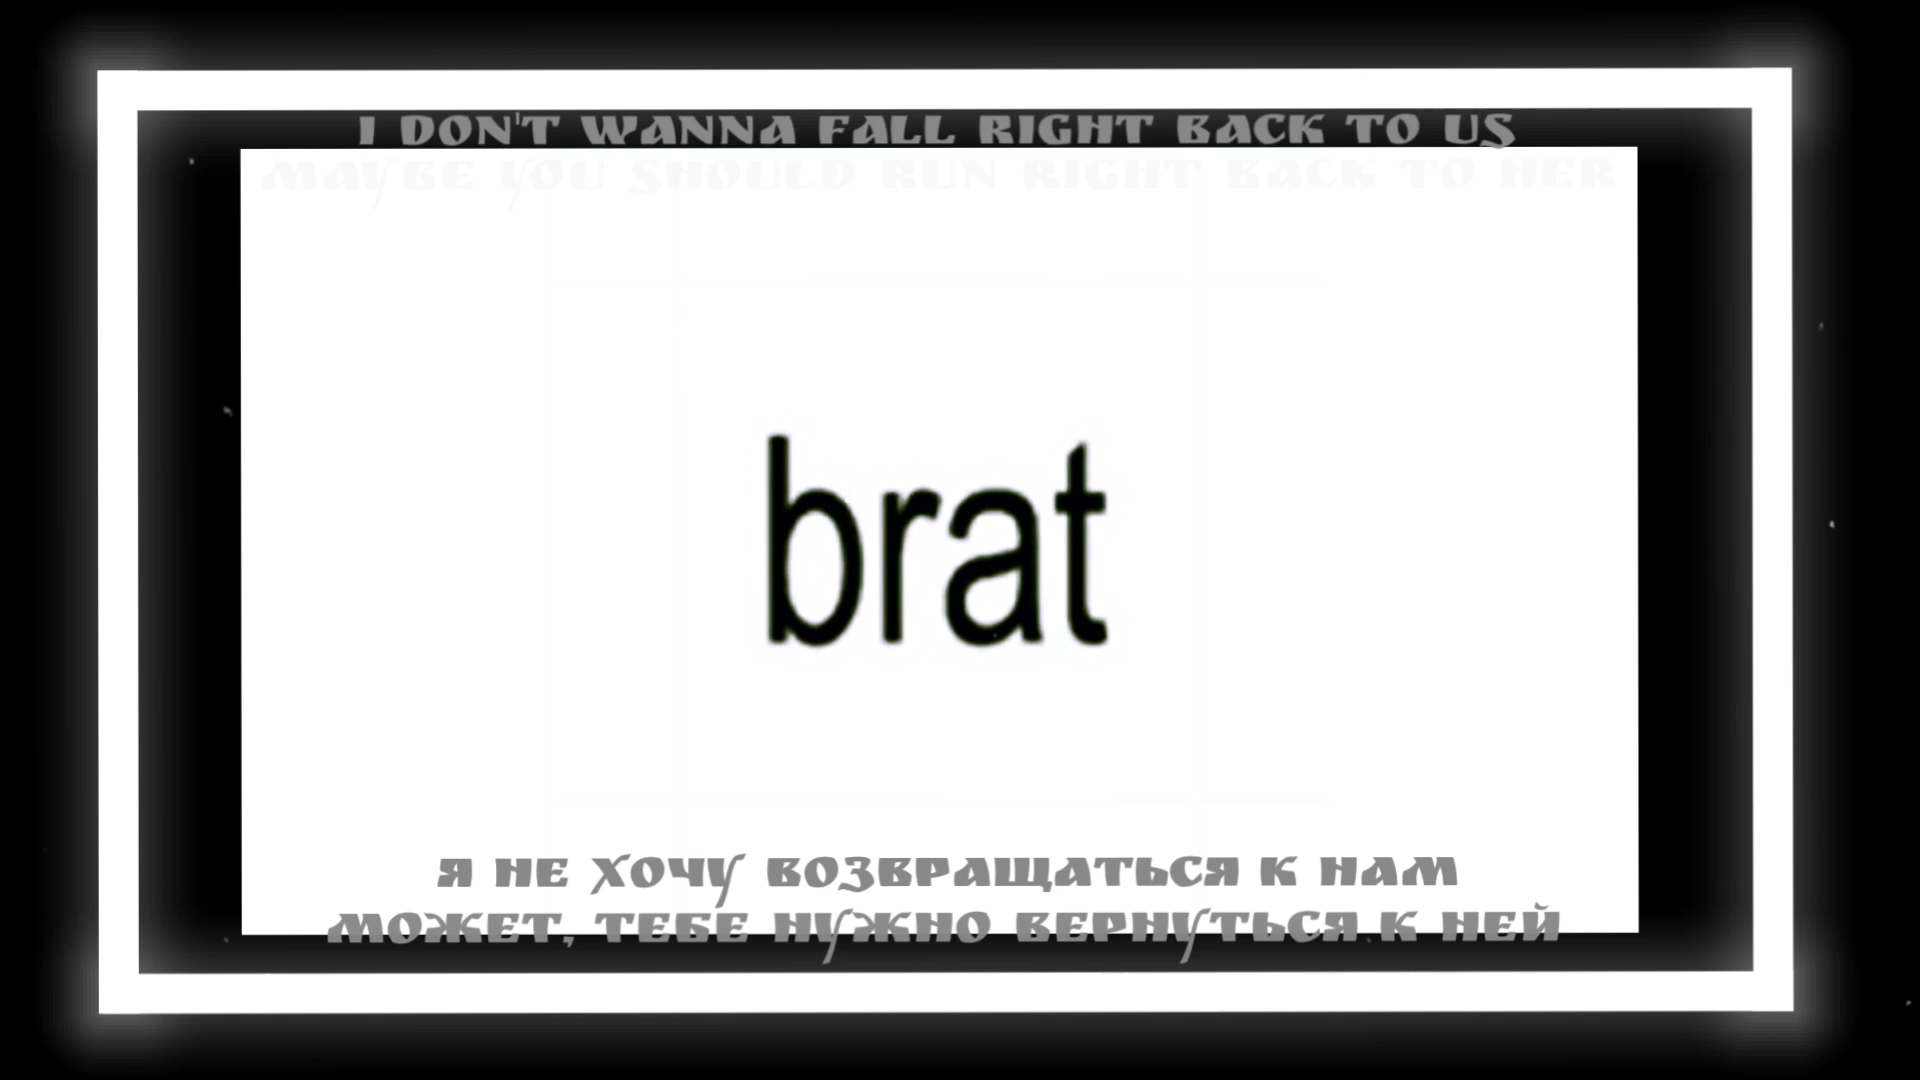 I DON'T WANNA FALL RIGHT BACK TO US
MAYBE YOU SHOULD RUN RIGHT BACK TO HER
brat
Я НЕ ХОЧУ ВОЗВРАЩАТЬСЯ К НАМ
МОЖЕТ, ТЕБЕ НУЖНО ВЕРНУТЬСЯ К НЕЙ